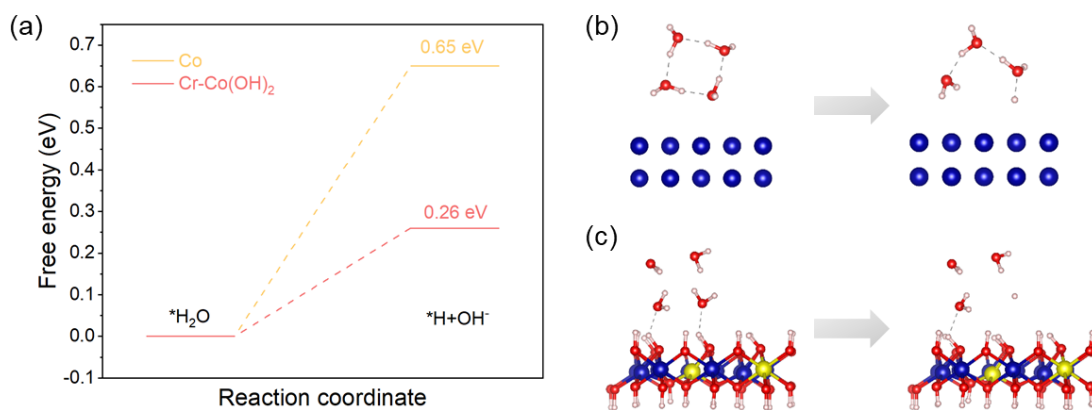 (a)
0.7
0.6
0.5
0.4
0.3
0.2
0.1
0.0
-0.1
Free energy (eV)
Reaction coordinate
Co
Cr-Co(OH)₂
0.65 eV
0.26 eV
*H₂O
*H+OH⁻
(b)
(c)